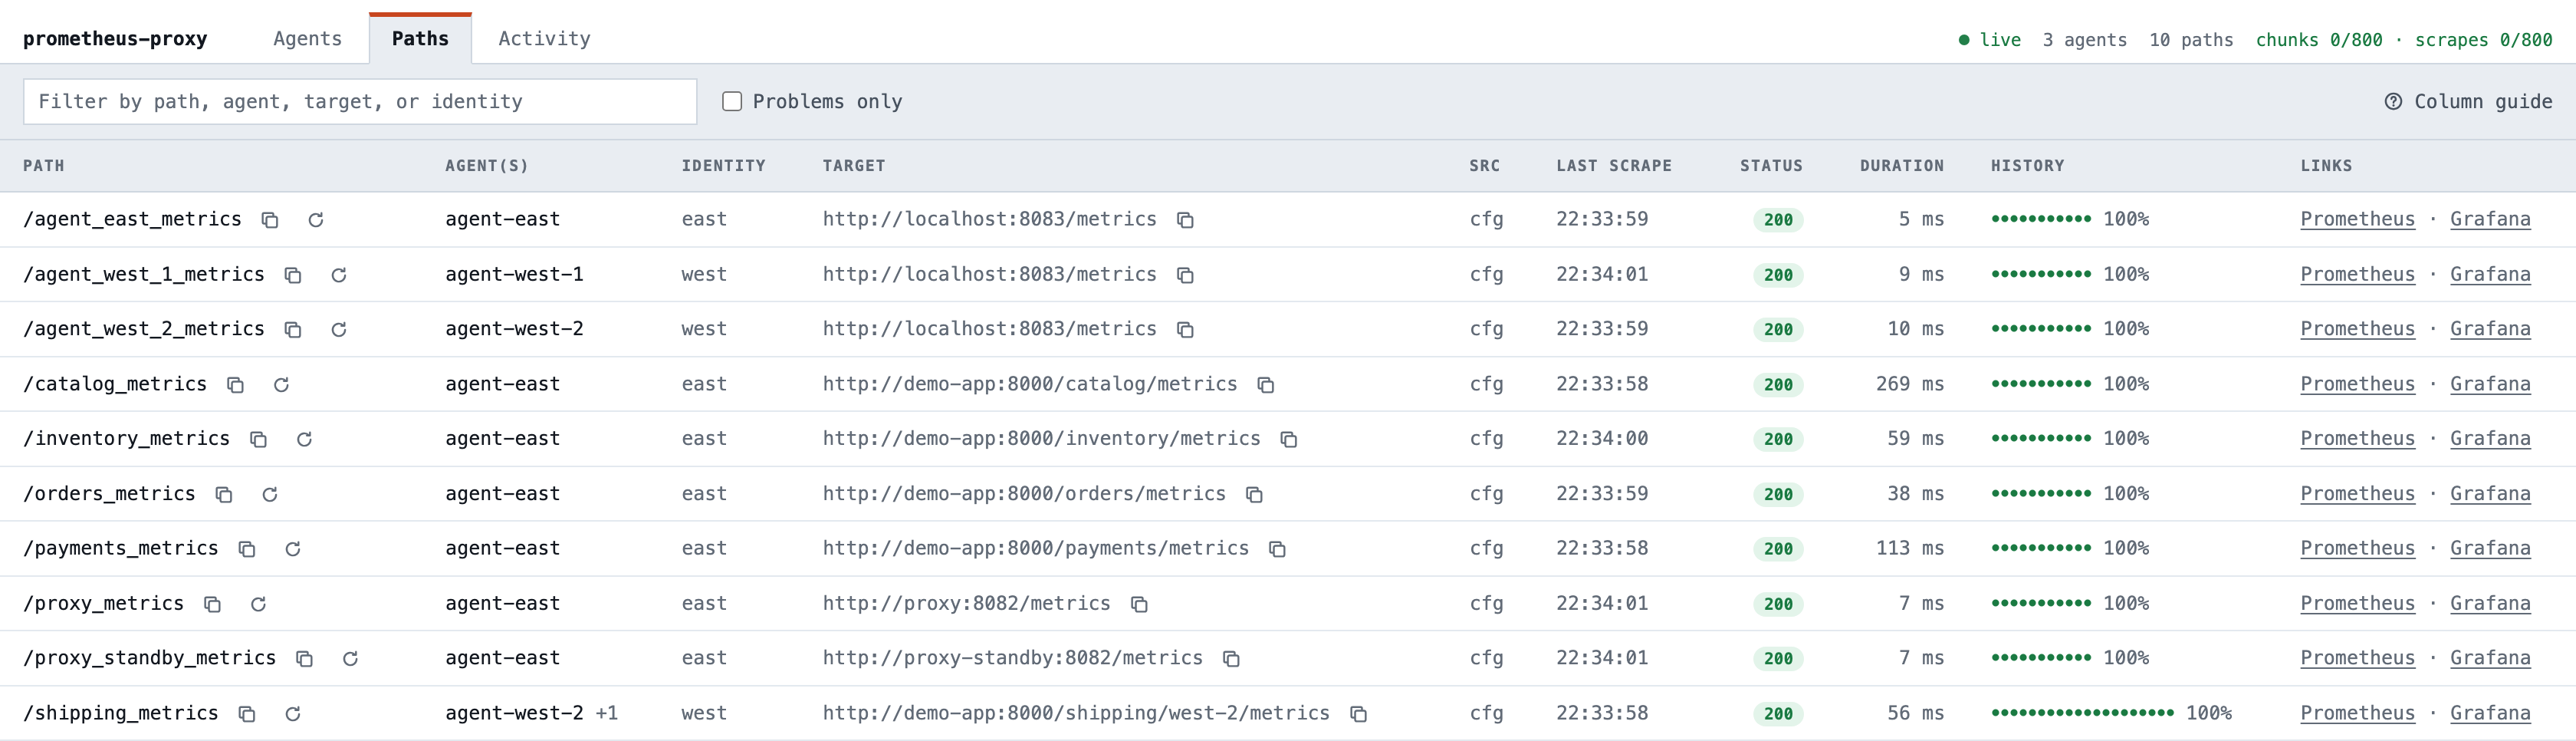 prometheus-proxy Agents Paths Activity live 3 agents 10 paths chunks 0/800 · scrapes 0/800
Filter by path, agent, target, or identity Problems only Column guide
PATH AGENT(S) IDENTITY TARGET SRC LAST SCRAPE STATUS DURATION HISTORY LINKS
/agent_east_metrics agent-east east http://localhost:8083/metrics cfg 22:33:59 200 5 ms 100% Prometheus · Grafana
/agent_west_1_metrics agent-west-1 west http://localhost:8083/metrics cfg 22:34:01 200 9 ms 100% Prometheus · Grafana
/agent_west_2_metrics agent-west-2 west http://localhost:8083/metrics cfg 22:33:59 200 10 ms 100% Prometheus · Grafana
/catalog_metrics agent-east east http://demo-app:8000/catalog/metrics cfg 22:33:58 200 269 ms 100% Prometheus · Grafana
/inventory_metrics agent-east east http://demo-app:8000/inventory/metrics cfg 22:34:00 200 59 ms 100% Prometheus · Grafana
/orders_metrics agent-east east http://demo-app:8000/orders/metrics cfg 22:33:59 200 38 ms 100% Prometheus · Grafana
/payments_metrics agent-east east http://demo-app:8000/payments/metrics cfg 22:33:58 200 113 ms 100% Prometheus · Grafana
/proxy_metrics agent-east east http://proxy:8082/metrics cfg 22:34:01 200 7 ms 100% Prometheus · Grafana
/proxy_standby_metrics agent-east east http://proxy-standby:8082/metrics cfg 22:34:01 200 7 ms 100% Prometheus · Grafana
/shipping_metrics agent-west-2 +1 west http://demo-app:8000/shipping/west-2/metrics cfg 22:33:58 200 56 ms 100% Prometheus · Grafana